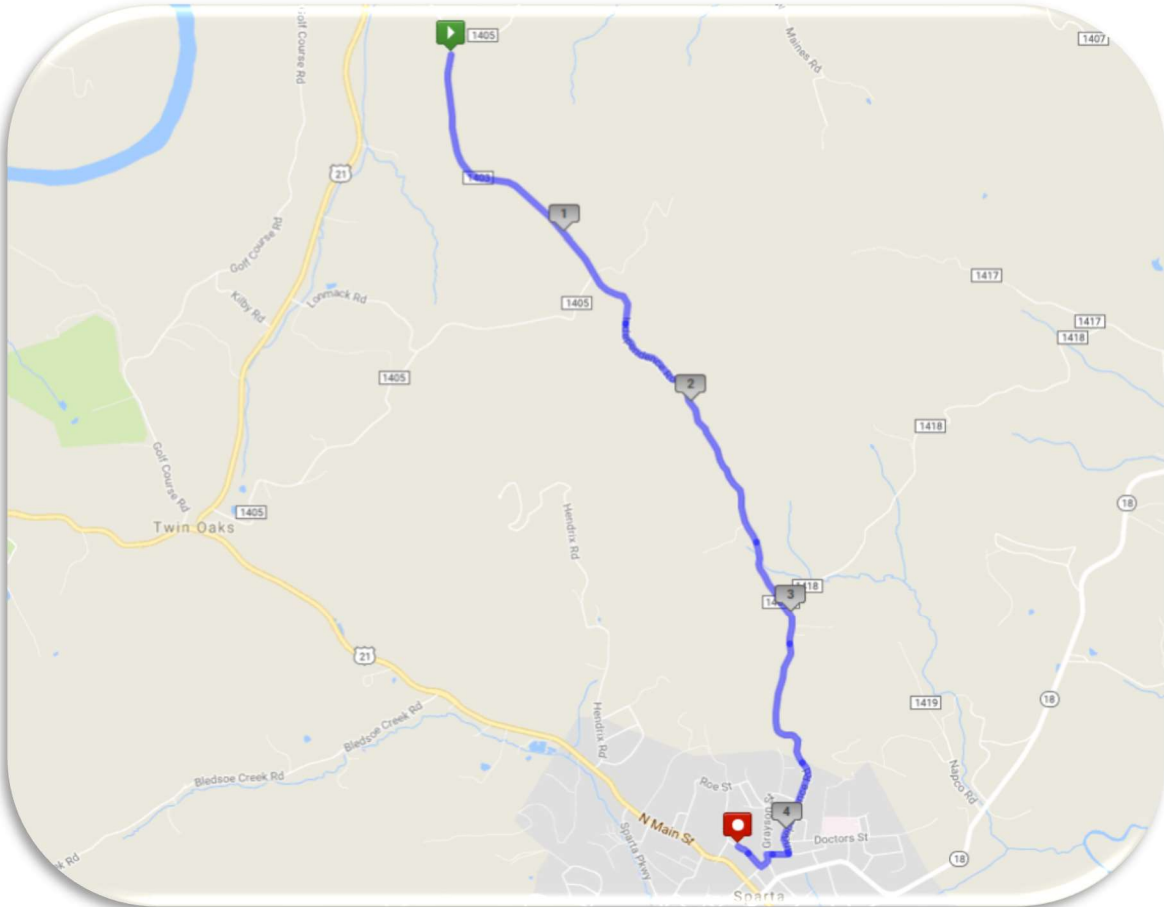 Golf Course Rd
1405
Maines Rd
1407
21
1403
1
Golf Course Rd
1417
Kilby Rd
Lonmack Rd
1405
1417
1418
1405
2
1418
Golf Course Rd
18
1405
Twin Oaks
Hendrix Rd
1418
3
21
18
1419
Hendrix Rd
Bledsoe Creek Rd
Bledsoe Creek Rd
Roe St
Napco Rd
Grayson St
4
N Main St
Doctors St
Sparta Pkwy
18
Rd
Sparta